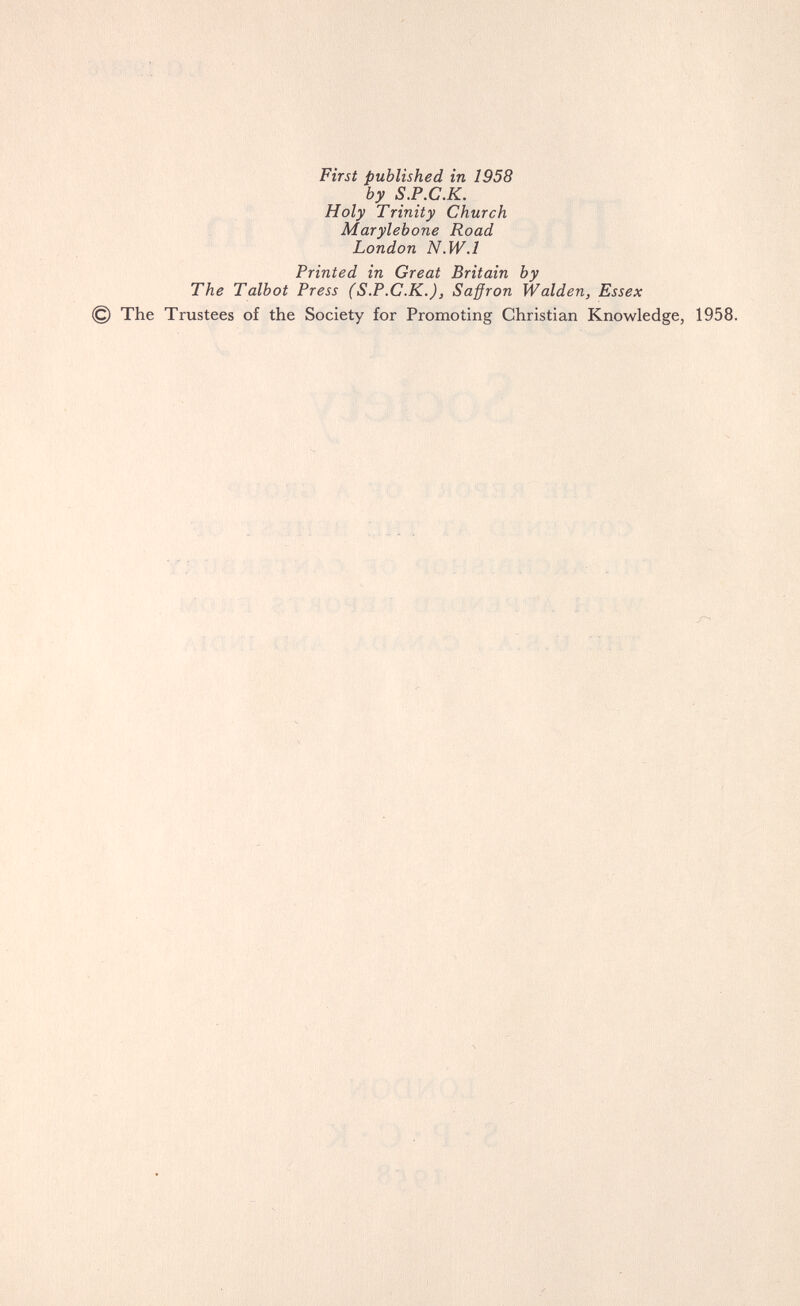 First published in 1958
by S.P.C.K.
Holy Trinity Church
Marylebone Road
London N.W.1
Printed in Great Britain by
The Talbot Press (S.P.C.K.), Saffron Walden, Essex
© The Trustees of the Society for Promoting Christian Knowledge, 1958.